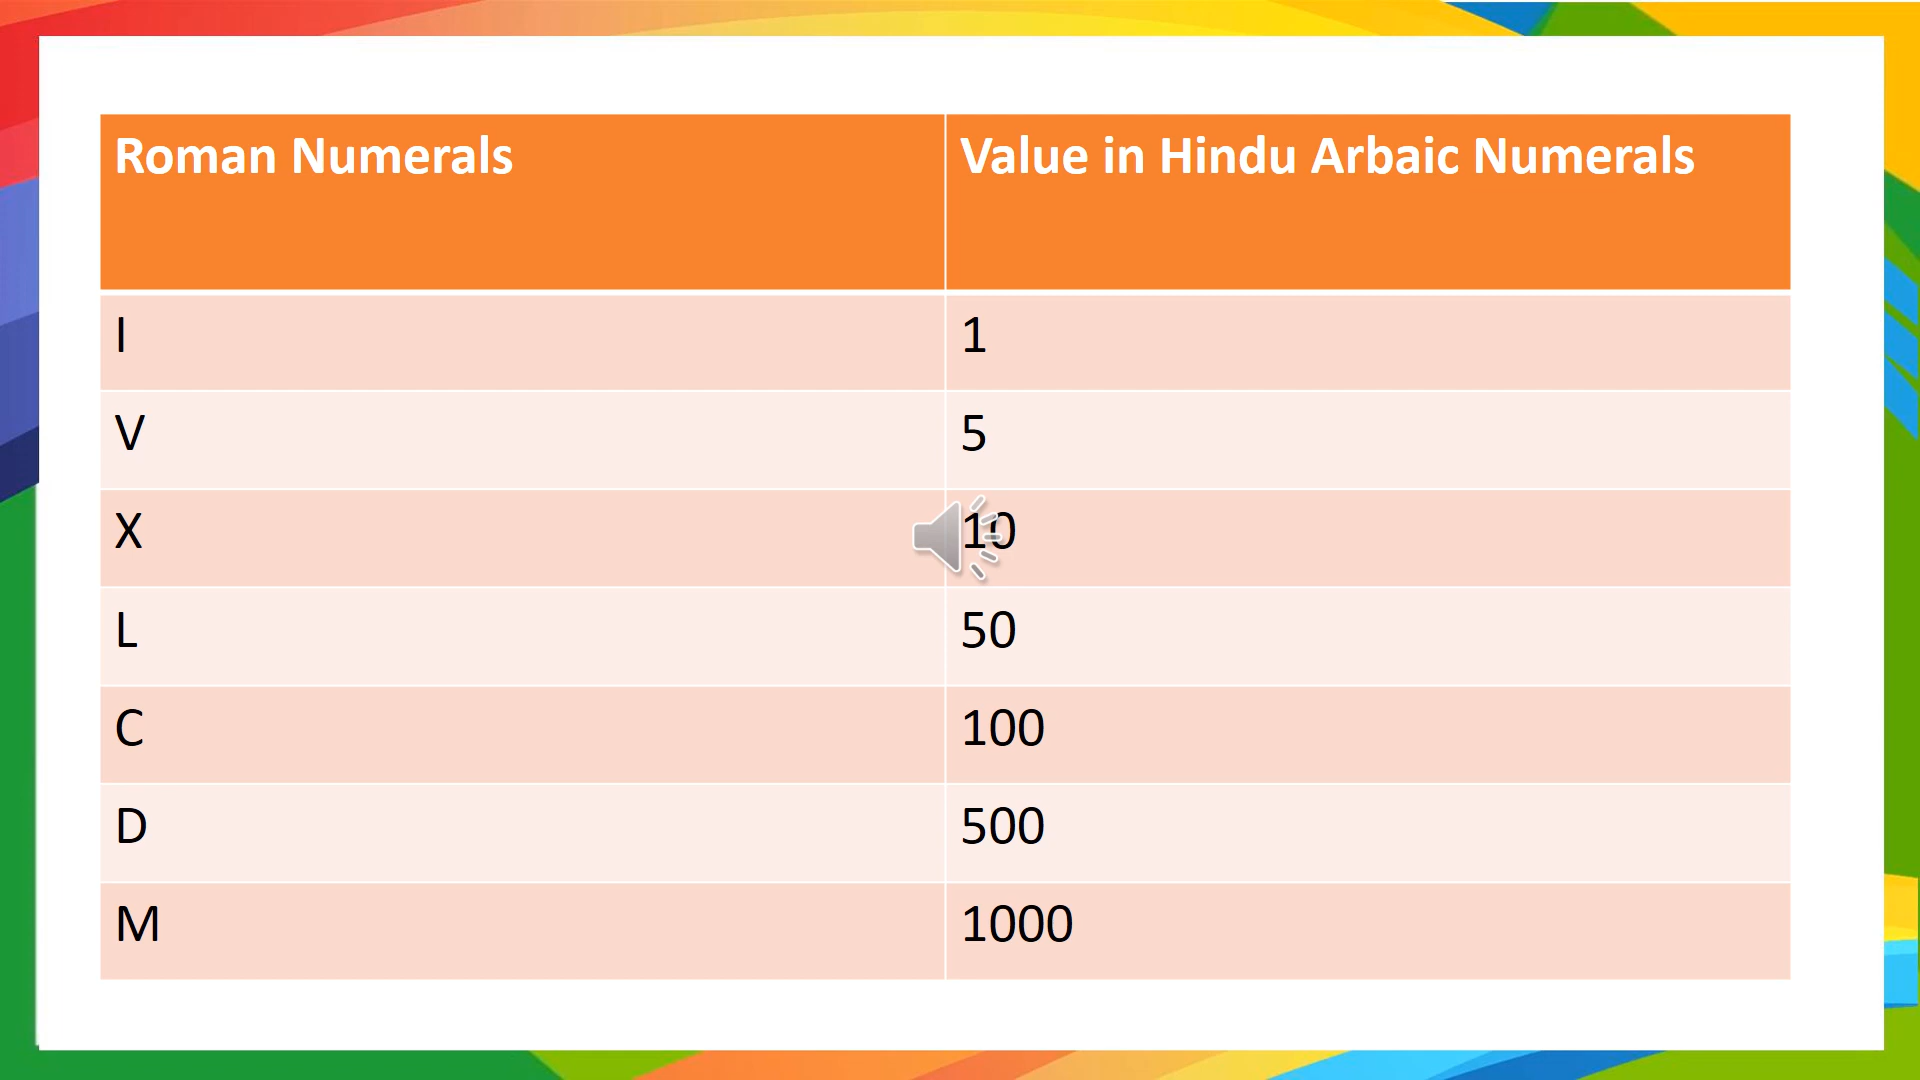 Roman Numerals Value in Hindu Arbaic Numerals
I 1
V 5
X 10
L 50
C 100
D 500
M 1000